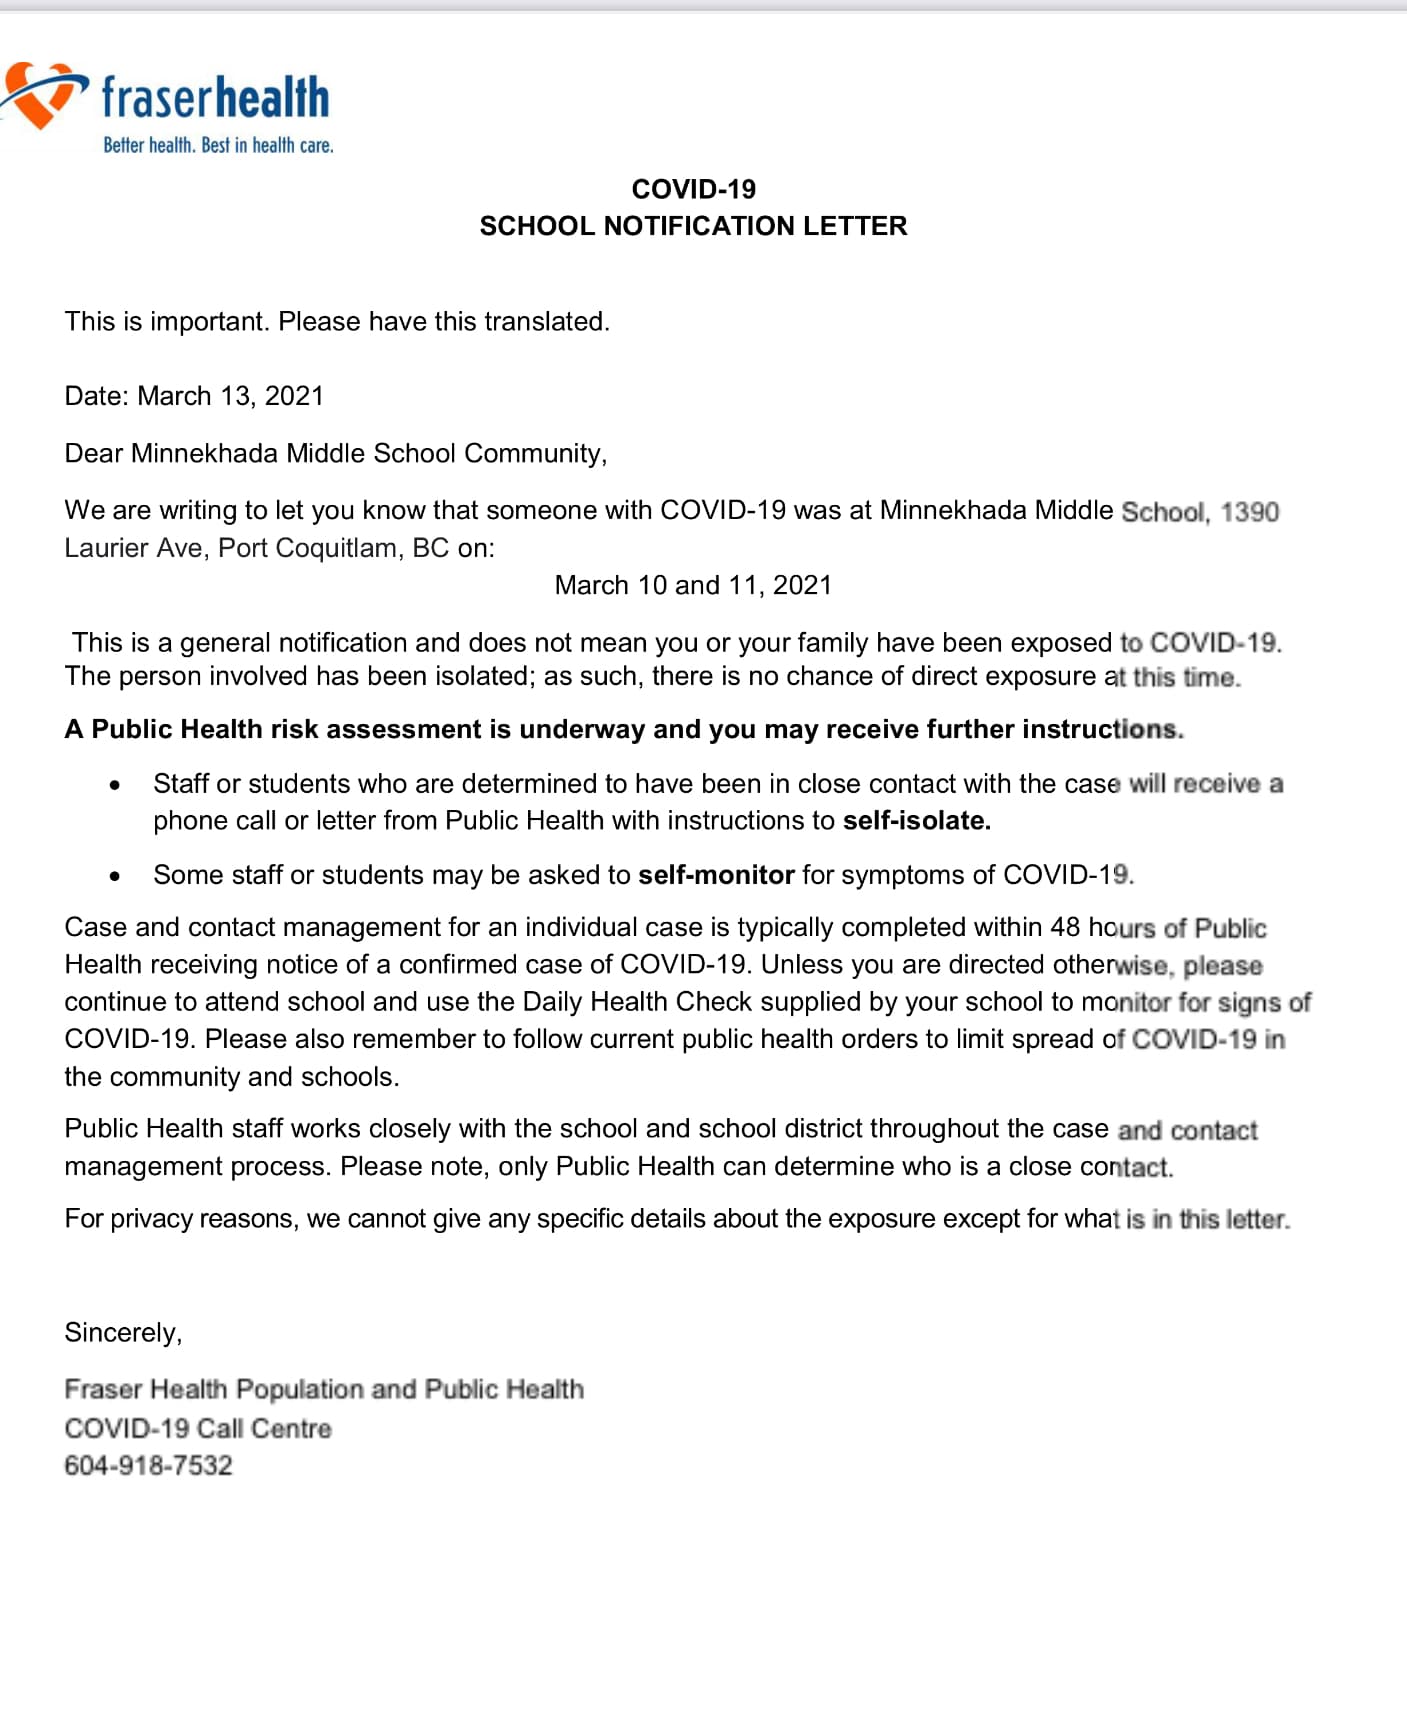 fraserhealth
Better health. Best in health care.
COVID-19
SCHOOL NOTIFICATION LETTER
This is important. Please have this translated.
Date: March 13, 2021
Dear Minnekhada Middle School Community,
We are writing to let you know that someone with COVID-19 was at Minnekhada Middle School, 1390
Laurier Ave, Port Coquitlam, BC on:
March 10 and 11, 2021
This is a general notification and does not mean you or your family have been exposed to COVID-19.
The person involved has been isolated; as such, there is no chance of direct exposure at this time.
A Public Health risk assessment is underway and you may receive further instructions.
• Staff or students who are determined to have been in close contact with the case will receive a
phone call or letter from Public Health with instructions to self-isolate.
• Some staff or students may be asked to self-monitor for symptoms of COVID-19.
Case and contact management for an individual case is typically completed within 48 hours of Public
Health receiving notice of a confirmed case of COVID-19. Unless you are directed otherwise, please
continue to attend school and use the Daily Health Check supplied by your school to monitor for signs of
COVID-19. Please also remember to follow current public health orders to limit spread of COVID-19 in
the community and schools.
Public Health staff works closely with the school and school district throughout the case and contact
management process. Please note, only Public Health can determine who is a close contact.
For privacy reasons, we cannot give any specific details about the exposure except for what is in this letter.
Sincerely,
Fraser Health Population and Public Health
COVID-19 Call Centre
604-918-7532